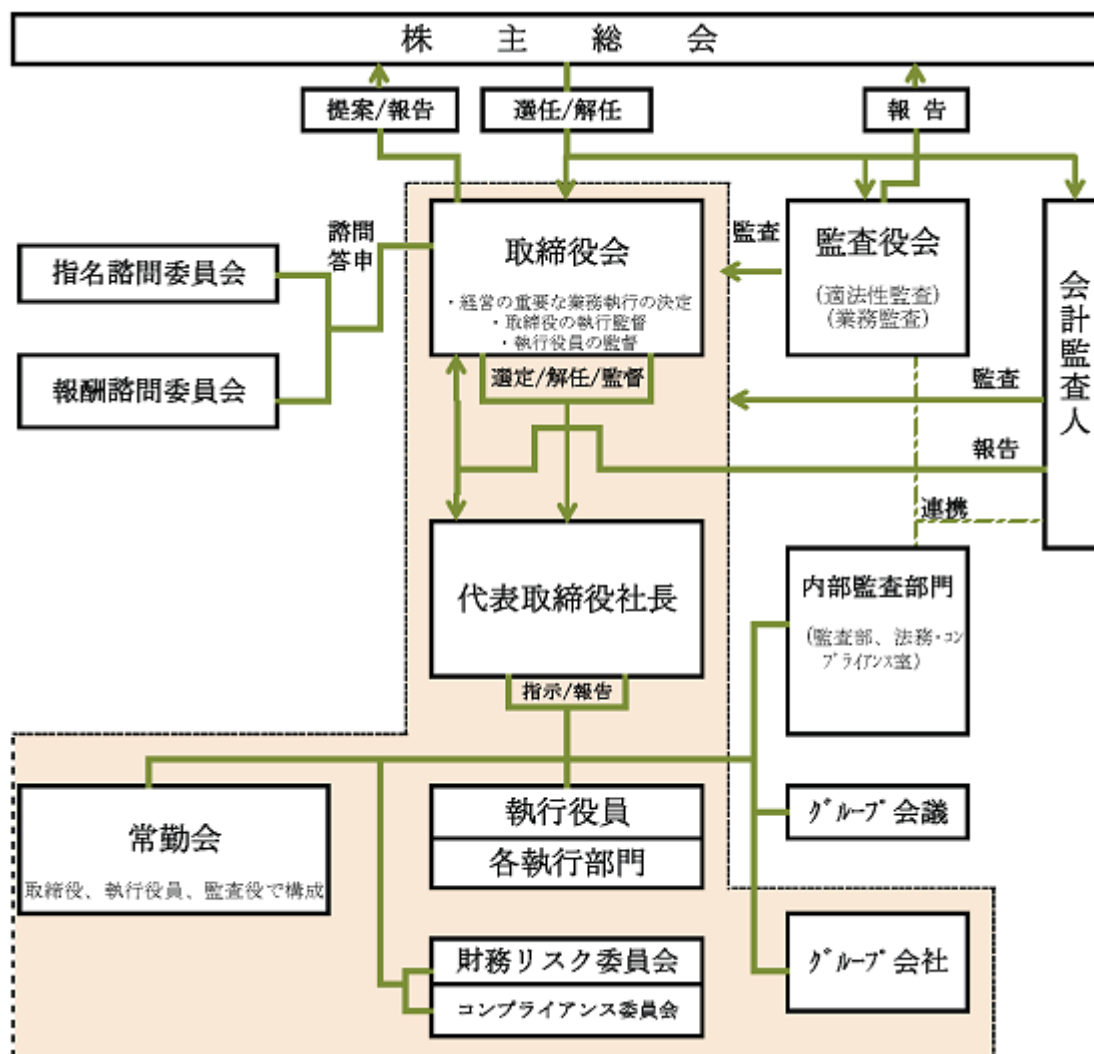 株主総会
提案/報告
選任/解任
報 告
諮問
答申
指名諮問委員会
報酬諮問委員会
取締役会
・経営の重要な業務執行の決定
・取締役の執行監督
・執行役員の監督
選定/解任/監督
監査
監査役会
(適法性監査)
(業務監査)
会計監査人
監査
報告
連携
代表取締役社長
指示/報告
内部監査部門
(監査部、法務・コン
プライアンス室)
常勤会
取締役、執行役員、監査役で構成
執行役員
各執行部門
グループ会議
財務リスク委員会
コンプライアンス委員会
グループ会社